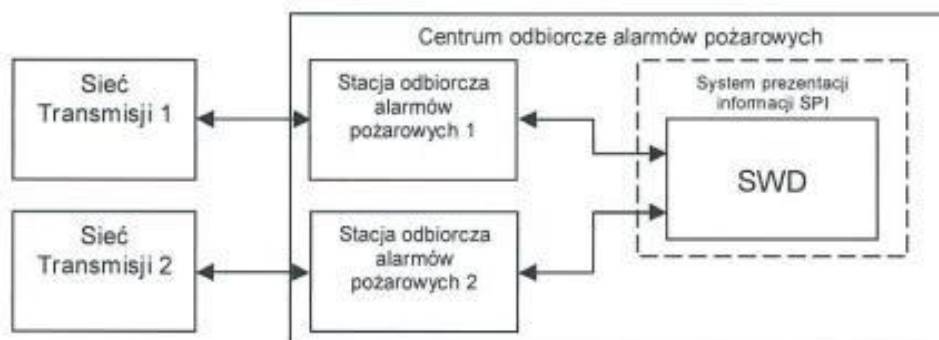 Centrum odbiorcze alarmów pożarowych
Sieć
Transmisji 1
Stacja odbiorcza
alarmów
pożarowych 1
System prezentacji
informacji SPI
SWD
Sieć
Transmisji 2
Stacja odbiorcza
alarmów
pożarowych 2